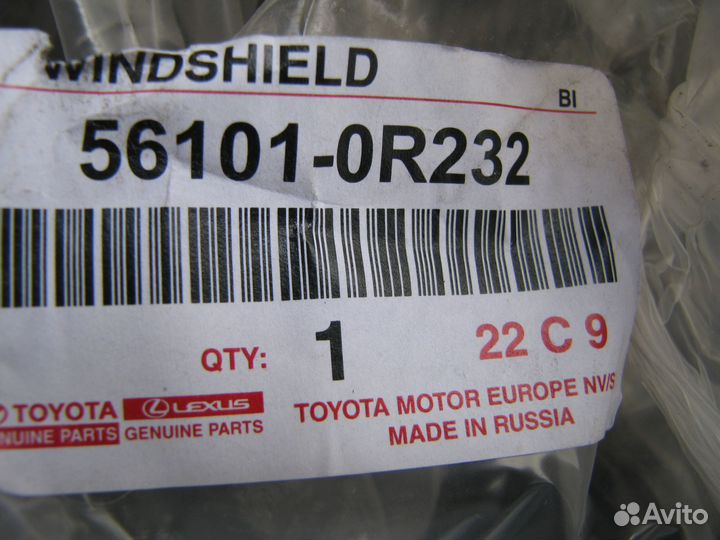 WINDSHIELD
BI
56101-0R232
QTY: 1 22 C 9
TOYOTA LEXUS
GENUINE PARTS GENUINE PARTS
TOYOTA MOTOR EUROPE NV/S
MADE IN RUSSIA
Avito